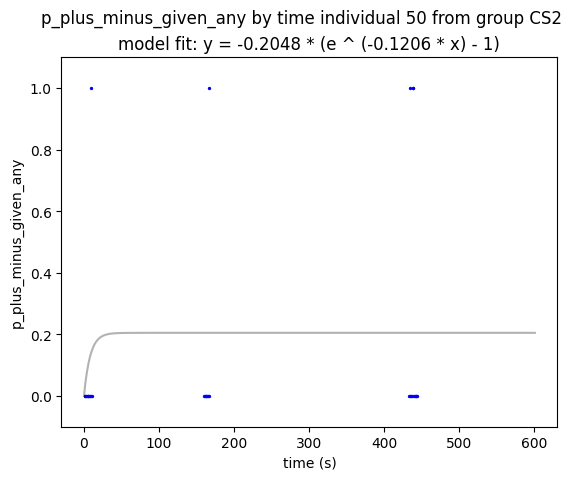 p_plus_minus_given_any by time individual 50 from group CS2
model fit: y = -0.2048 * (e ^ (-0.1206 * x) - 1)
1.0
0.8
0.6
0.4
0.2
0.0
p_plus_minus_given_any
0 100 200 300 400 500 600
time (s)